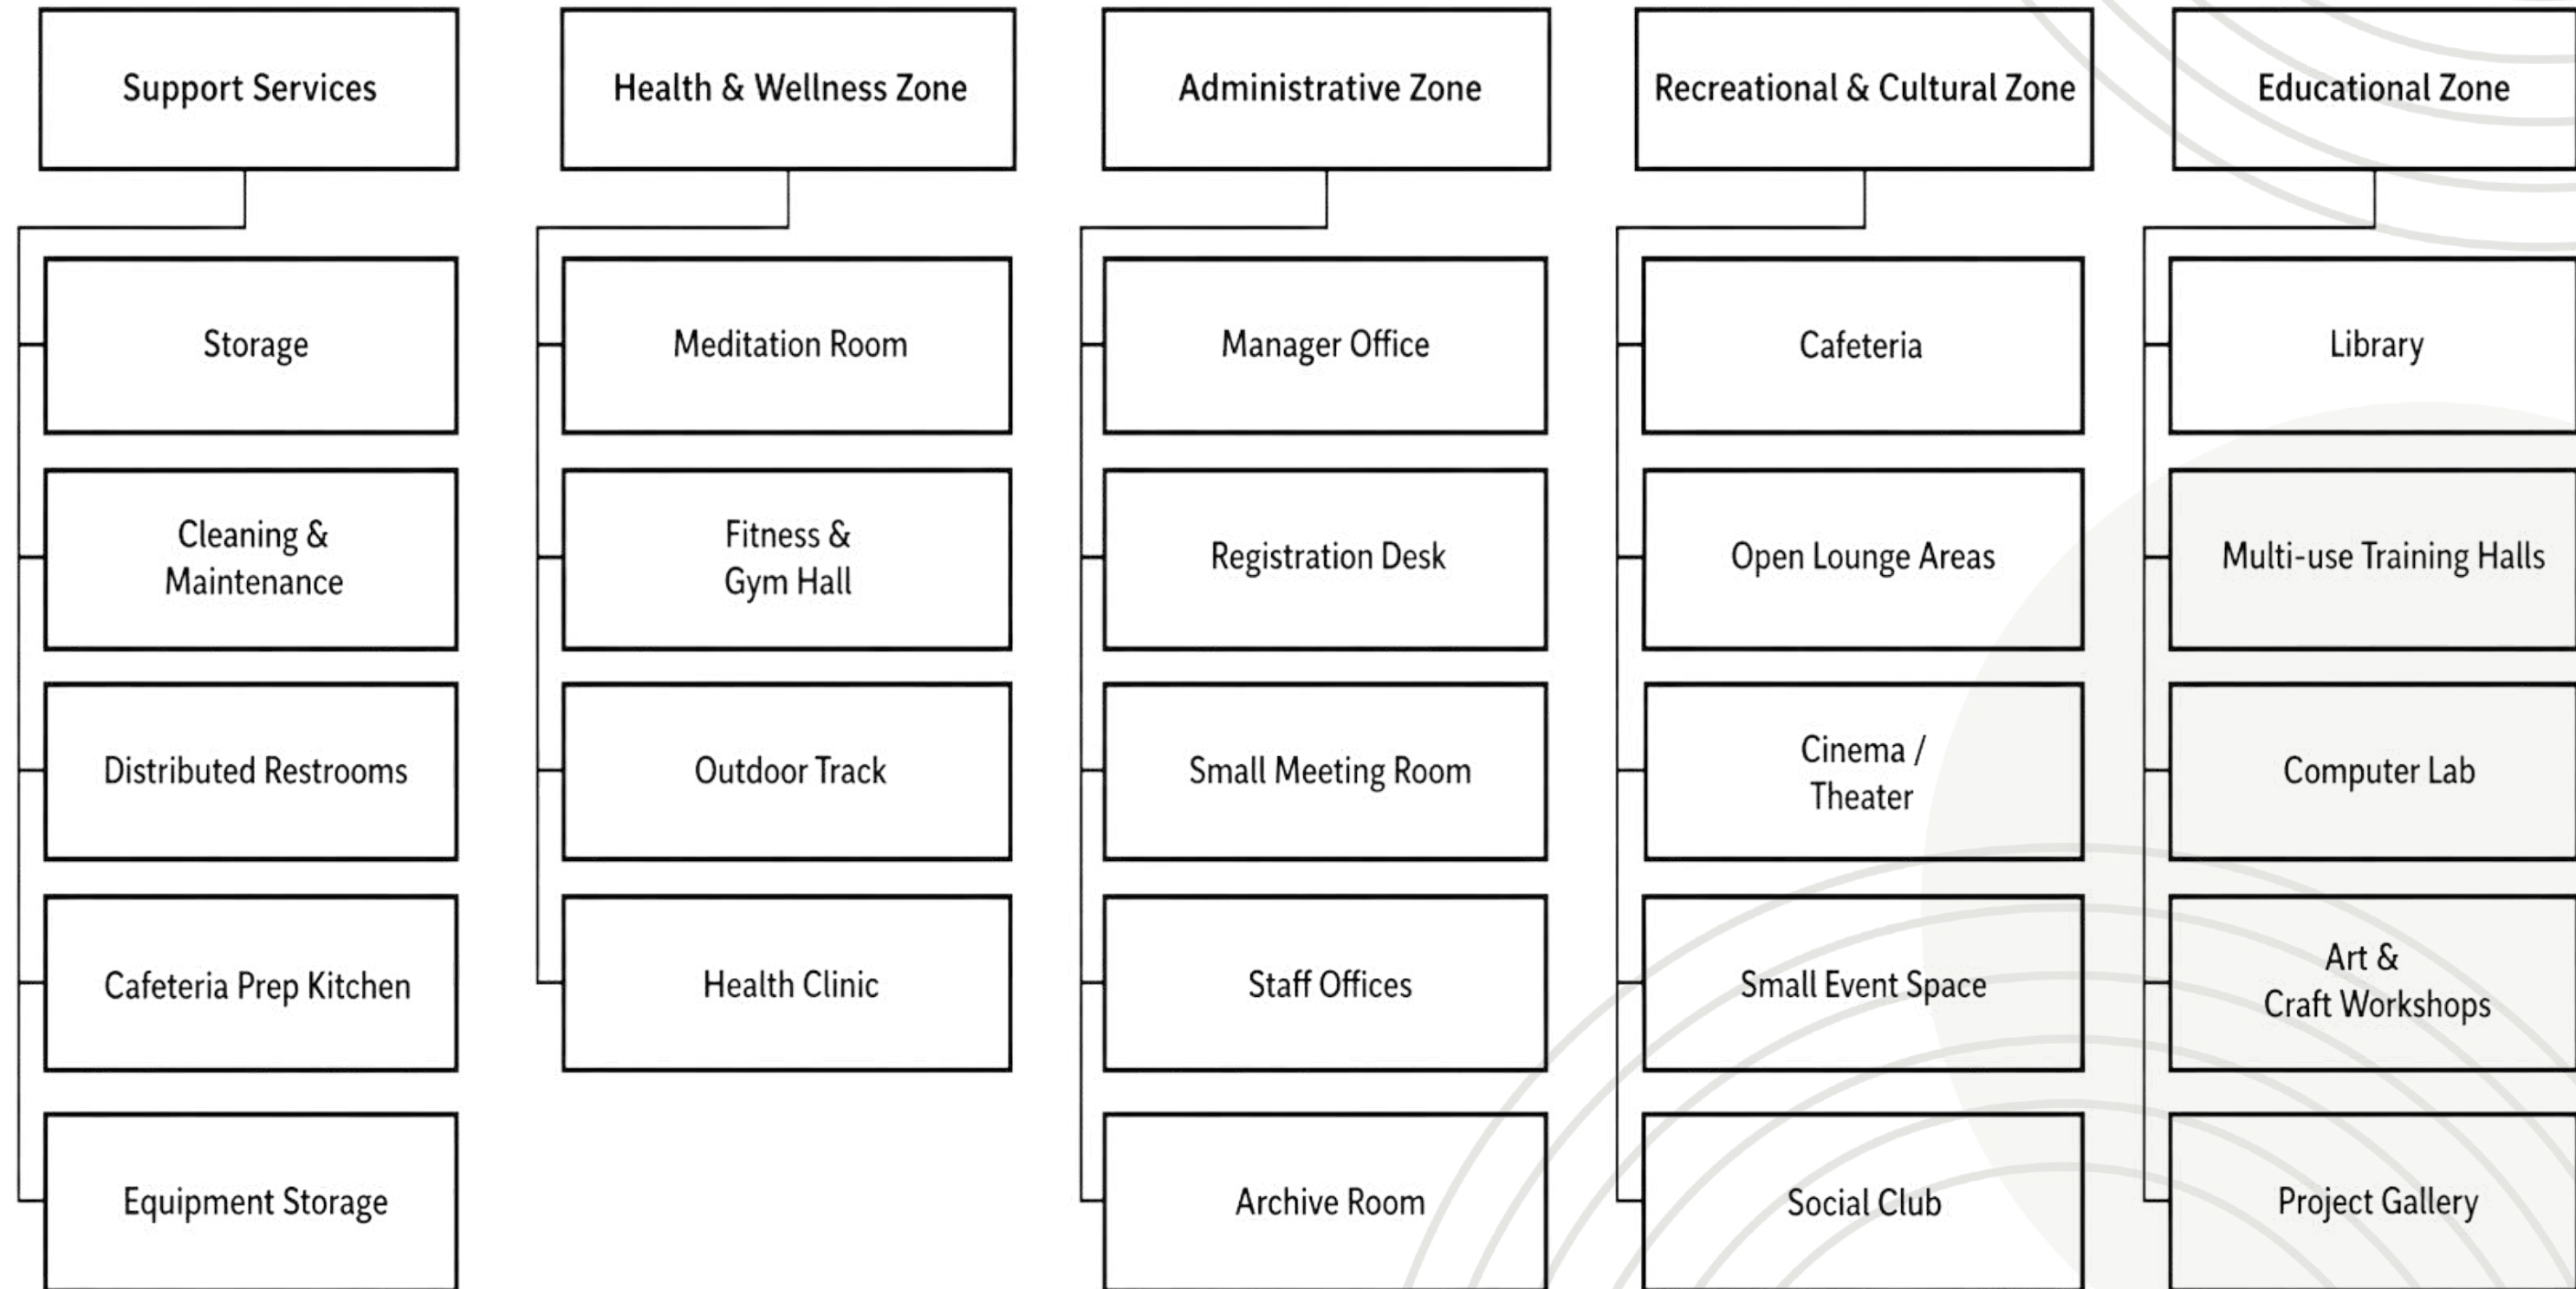 Support Services
Health & Wellness Zone
Administrative Zone
Recreational & Cultural Zone
Educational Zone
Storage
Meditation Room
Manager Office
Cafeteria
Library
Cleaning &
Maintenance
Fitness &
Gym Hall
Registration Desk
Open Lounge Areas
Multi-use Training Halls
Distributed Restrooms
Outdoor Track
Small Meeting Room
Cinema /
Theater
Computer Lab
Cafeteria Prep Kitchen
Health Clinic
Staff Offices
Small Event Space
Art &
Craft Workshops
Equipment Storage
Archive Room
Social Club
Project Gallery